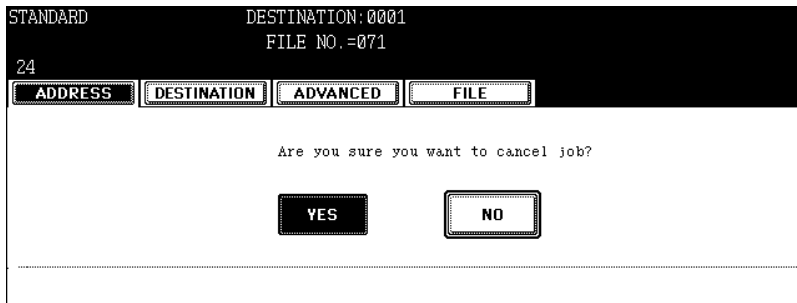 STANDARD DESTINATION:0001
FILE NO.=071
24
ADDRESS DESTINATION ADVANCED FILE
Are you sure you want to cancel job?
YES NO